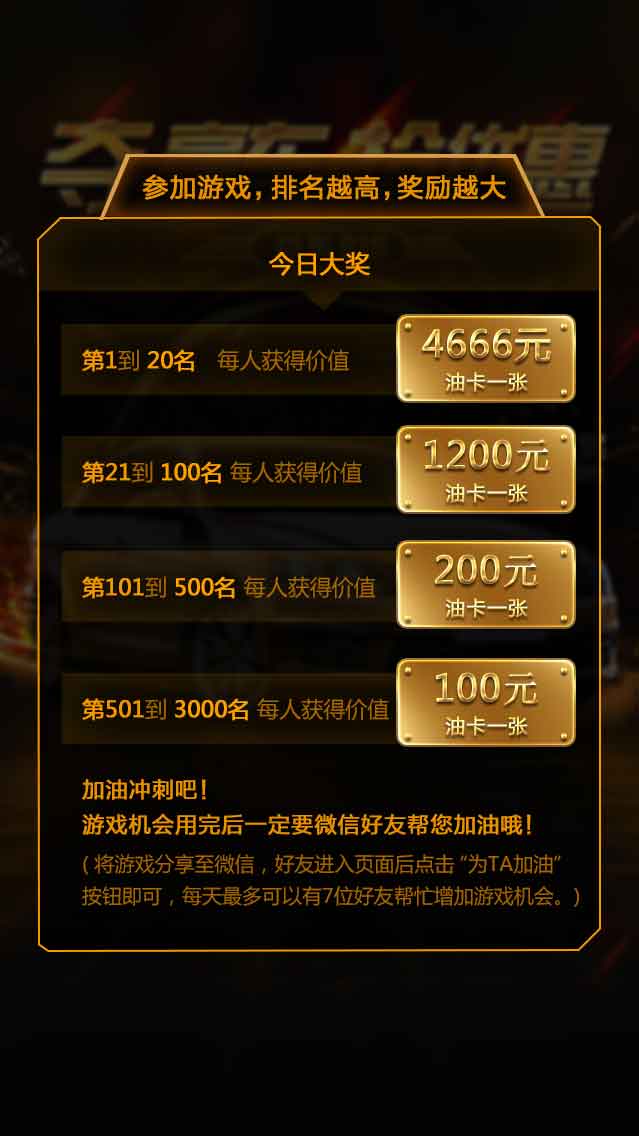 参加游戏，排名越高，奖励越大
今日大奖
第1到 20名 每人获得价值
4666元
油卡一张
第21到 100名 每人获得价值
1200元
油卡一张
第101到 500名 每人获得价值
200元
油卡一张
第501到 3000名 每人获得价值
100元
油卡一张
加油冲刺吧！
游戏机会用完后一定要微信好友帮您加油哦！
( 将游戏分享至微信，好友进入页面后点击 “为TA加油”
按钮即可，每天最多可以有7位好友帮忙增加游戏机会。)